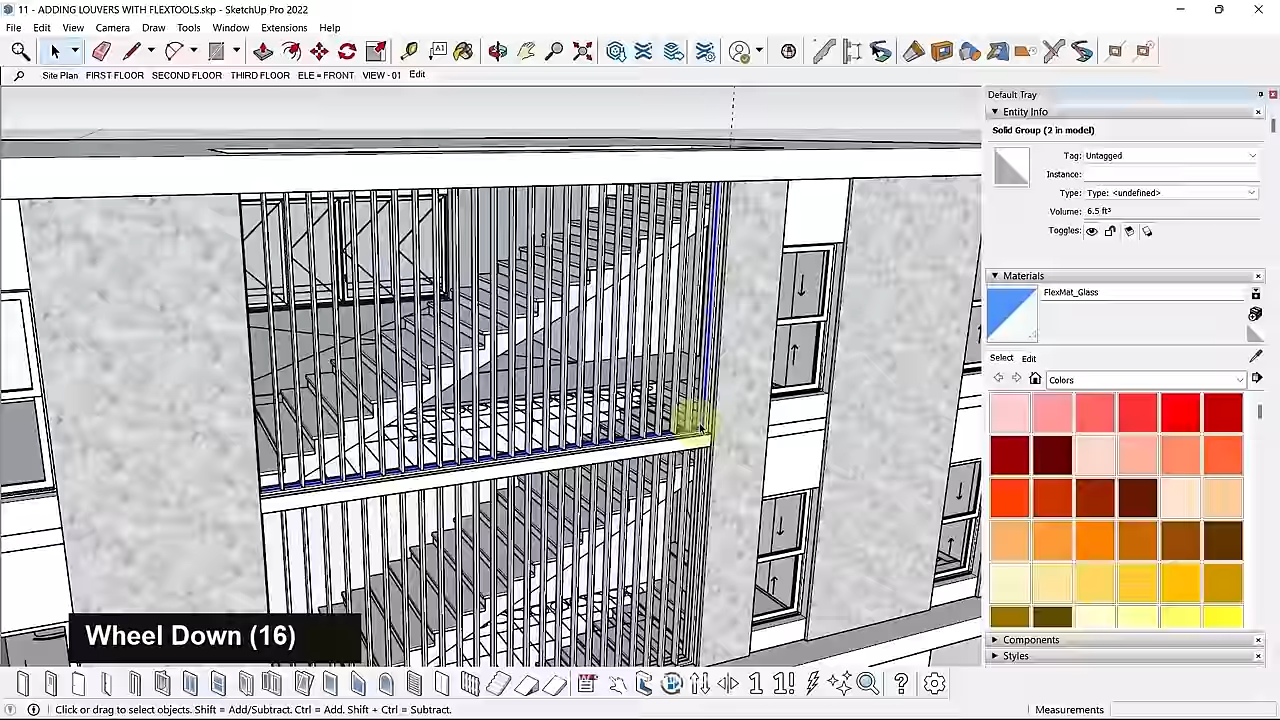 11 - ADDING LOUVERS WITH FLEXTOOLS.skp - SketchUp Pro 2022
File Edit View Camera Draw Tools Window Extensions Help
Site Plan FIRST FLOOR SECOND FLOOR THIRD FLOOR ELE = FRONT VIEW - 01 Edit
Default Tray
Entity Info
Solid Group (2 in model)
Tag: Untagged
Instance:
Type: Type: <undefined>
Volume: 6.5 ft³
Toggles:
Materials
FlexMat_Glass
Select Edit
Colors
Components
Styles
Wheel Down (16)
Click or drag to select objects. Shift = Add/Subtract. Ctrl = Add. Shift + Ctrl = Subtract.
Measurements